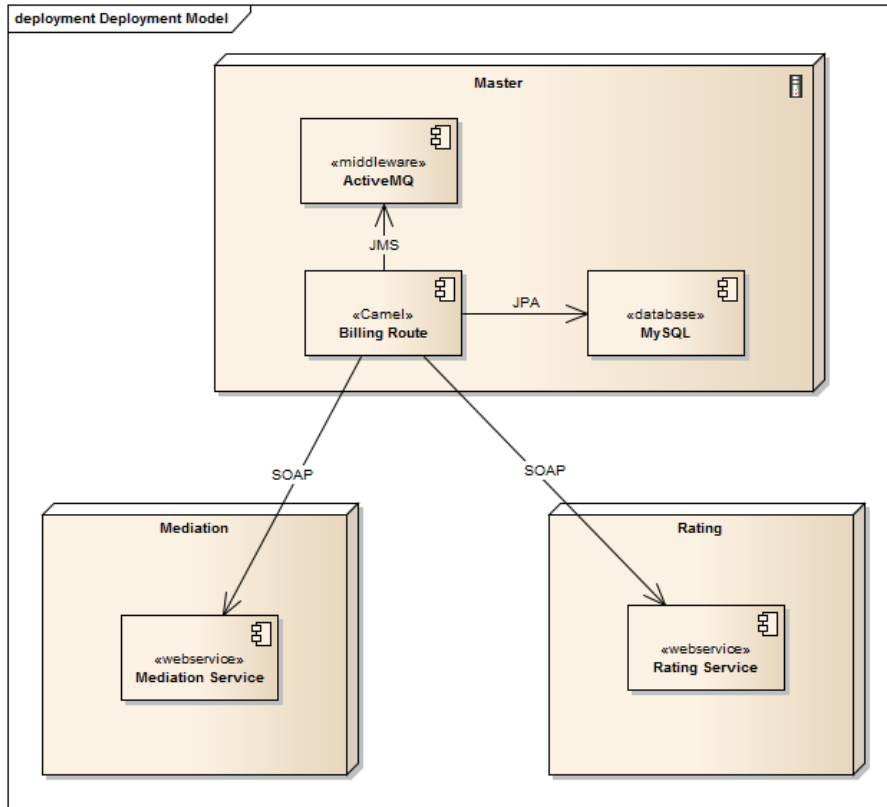 deployment Deployment Model
Master
«middleware»
ActiveMQ
JMS
«Camel»
Billing Route
JPA
«database»
MySQL
SOAP
SOAP
Mediation
Rating
«webservice»
Mediation Service
«webservice»
Rating Service